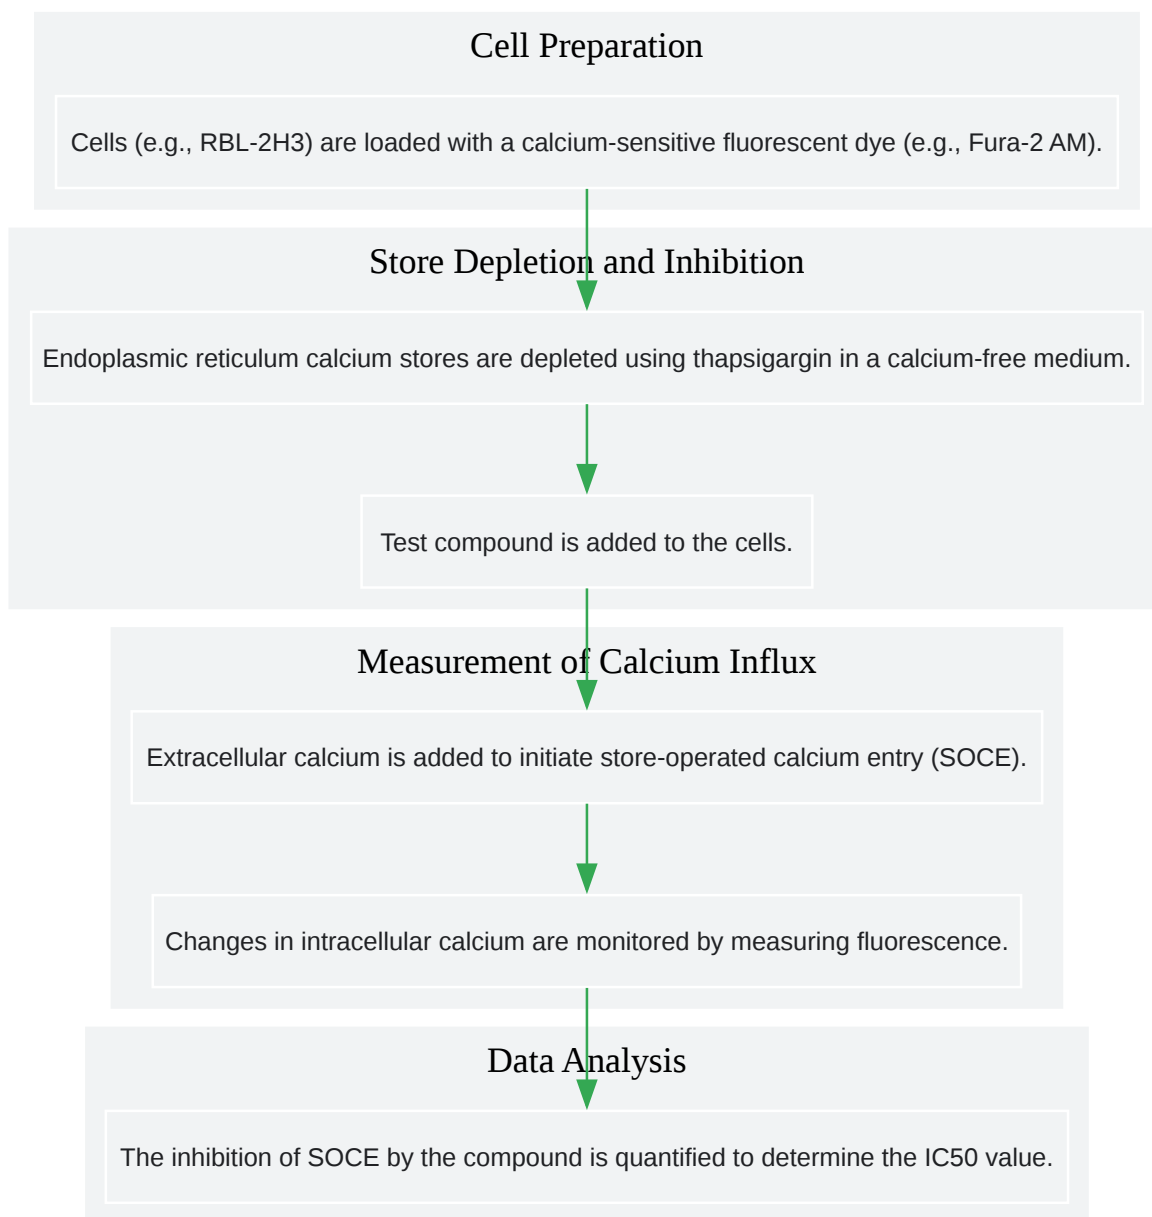 Cell Preparation
Cells (e.g., RBL-2H3) are loaded with a calcium-sensitive fluorescent dye (e.g., Fura-2 AM).
Store Depletion and Inhibition
Endoplasmic reticulum calcium stores are depleted using thapsigargin in a calcium-free medium.
Test compound is added to the cells.
Measurement of Calcium Influx
Extracellular calcium is added to initiate store-operated calcium entry (SOCE).
Changes in intracellular calcium are monitored by measuring fluorescence.
Data Analysis
The inhibition of SOCE by the compound is quantified to determine the IC50 value.